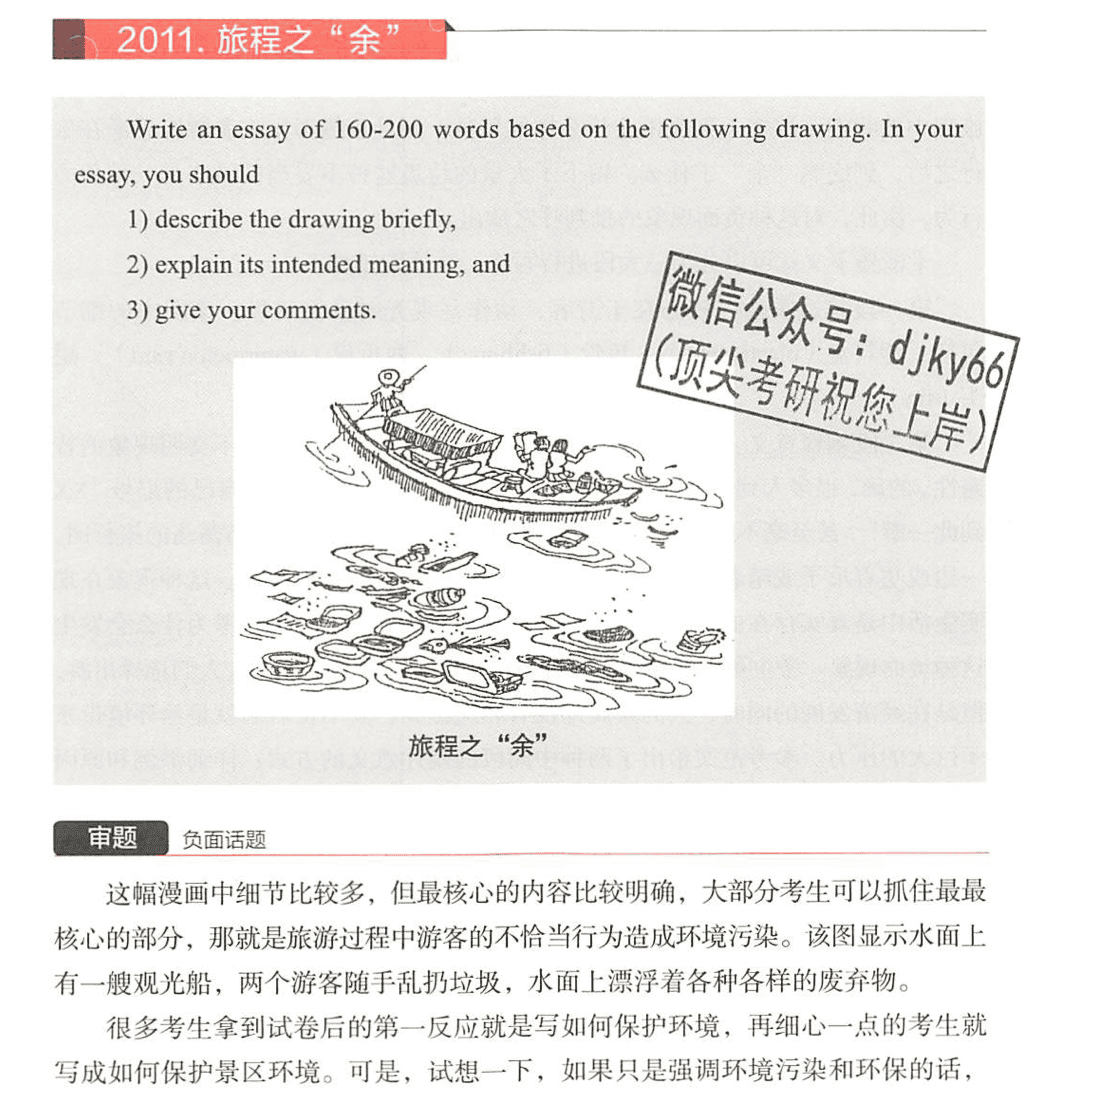 2011. 旅程之“余”
Write an essay of 160-200 words based on the following drawing. In your
essay, you should
1) describe the drawing briefly,
2) explain its intended meaning, and
3) give your comments.
微信公众号：djky66
（顶尖考研祝您上岸）
旅程之“余”
审题 负面话题
这幅漫画中细节比较多，但最核心的内容比较明确，大部分考生可以抓住最最
核心的部分，那就是旅游过程中游客的不恰当行为造成环境污染。该图显示水面上
有一艘观光船，两个游客随手乱扔垃圾，水面上漂浮着各种各样的废弃物。
很多考生拿到试卷后的第一反应就是写如何保护环境，再细心一点的考生就
写成如何保护景区环境。可是，试想一下，如果只是强调环境污染和环保的话，